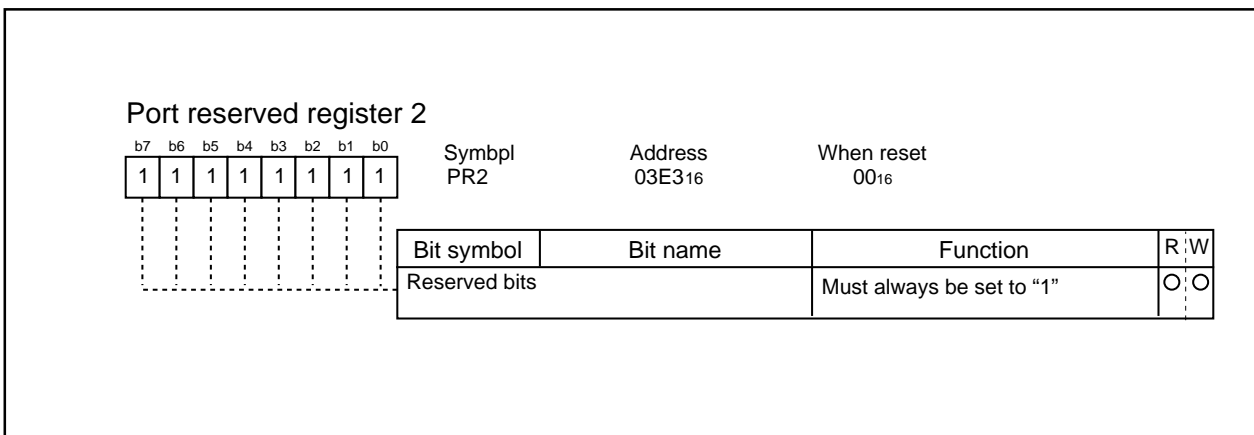 Port reserved register 2
b7 b6 b5 b4 b3 b2 b1 b0
Symbpl Address When reset
1 1 1 1 1 1 1 1
PR2 03E316 0016
Bit symbol Bit name Function R W
Reserved bits Must always be set to “1” O O